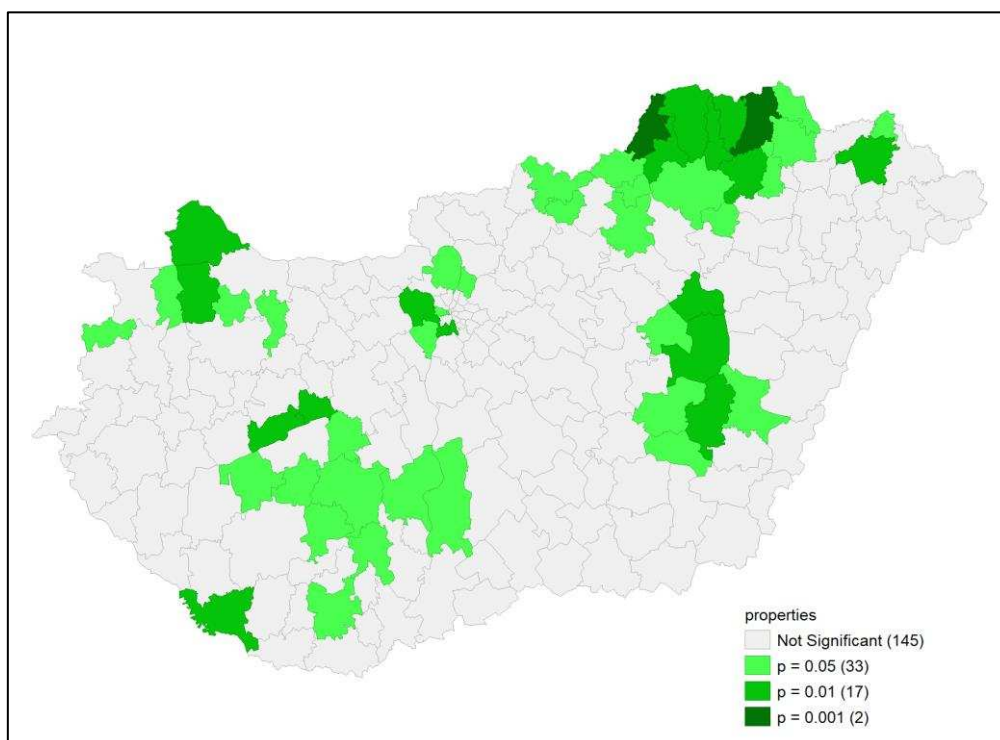 properties
Not Significant (145)
p = 0.05 (33)
p = 0.01 (17)
p = 0.001 (2)